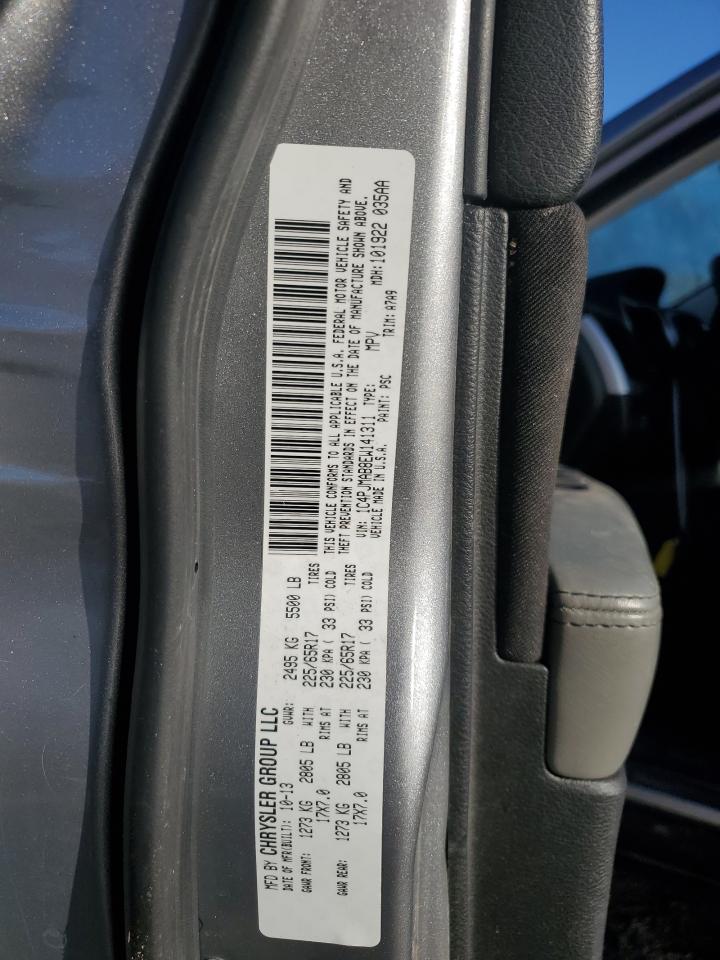 MFD BY CHRYSLER GROUP LLC
DATE OF MFR(BUILT): 10-13 GVWR: 2495 KG 5500 LB
GAWR FRONT: 1273 KG 2805 LB WITH 225/65R17 TIRES
17X7.0 RIMS AT 230 KPA ( 33 PSI) COLD
GAWR REAR: 1273 KG 2805 LB WITH 225/65R17 TIRES
17X7.0 RIMS AT 230 KPA ( 33 PSI) COLD
THIS VEHICLE CONFORMS TO ALL APPLICABLE U.S.A. FEDERAL MOTOR VEHICLE SAFETY AND
THEFT PREVENTION STANDARDS IN EFFECT ON THE DATE OF MANUFACTURE SHOWN ABOVE.
VIN: 1C4PJMAB8EW141311 TYPE: MPV MDH:101922 035AA
VEHICLE MADE IN U.S.A. PAINT: PSC TRIM: A7A9